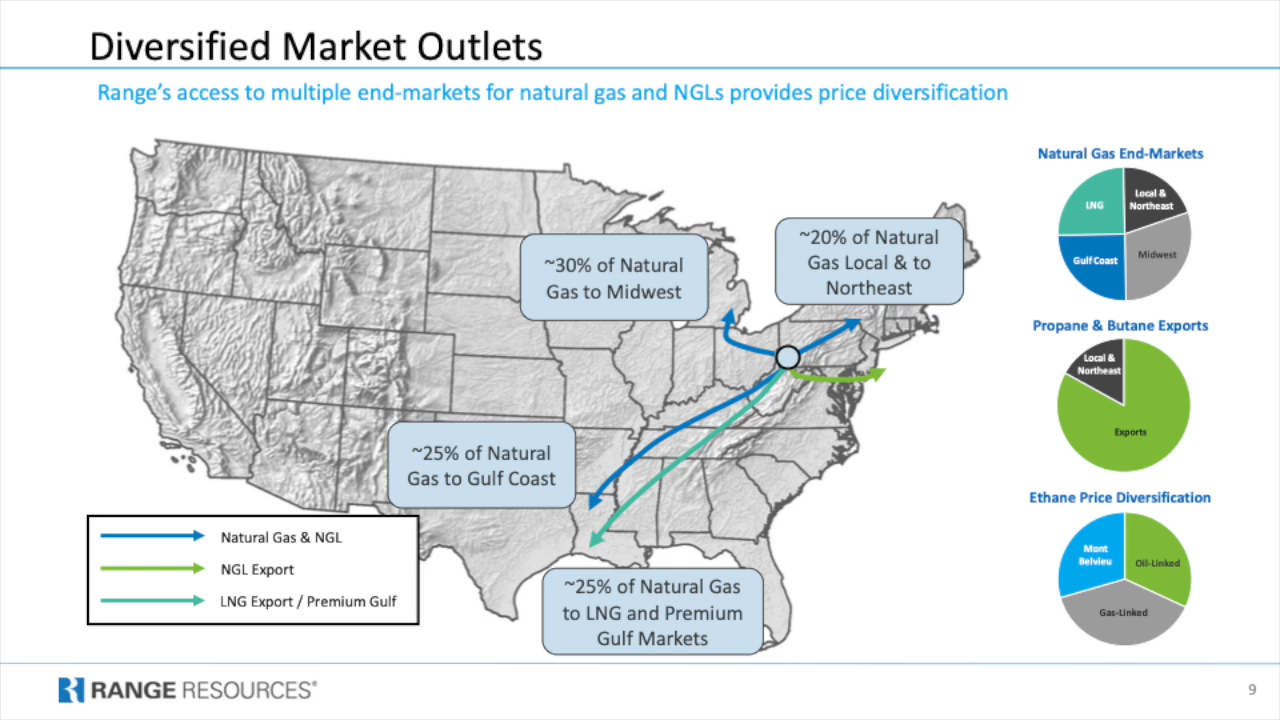 Diversified Market Outlets
Range's access to multiple end-markets for natural gas and NGLs provides price diversification
~30% of Natural
Gas to Midwest
~20% of Natural
Gas Local & to
Northeast
~25% of Natural
Gas to Gulf Coast
~25% of Natural Gas
to LNG and Premium
Gulf Markets
Natural Gas & NGL
NGL Export
LNG Export / Premium Gulf
Natural Gas End-Markets
LNG
Local &
Northeast
Gulf Coast
Midwest
Propane & Butane Exports
Local &
Northeast
Exports
Ethane Price Diversification
Mont
Belvieu
Oil-Linked
Gas-Linked
RANGE RESOURCES®
9